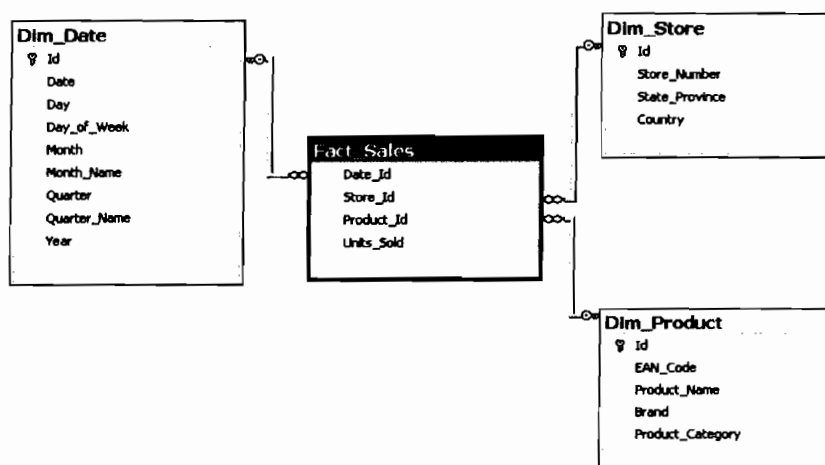 Dim_Date
Id
Date
Day
Day_of_Week
Month
Month_Name
Quarter
Quarter_Name
Year
Fact_Sales
Date_Id
Store_Id
Product_Id
Units_Sold
Dim_Store
Id
Store_Number
State_Province
Country
Dim_Product
Id
EAN_Code
Product_Name
Brand
Product_Category